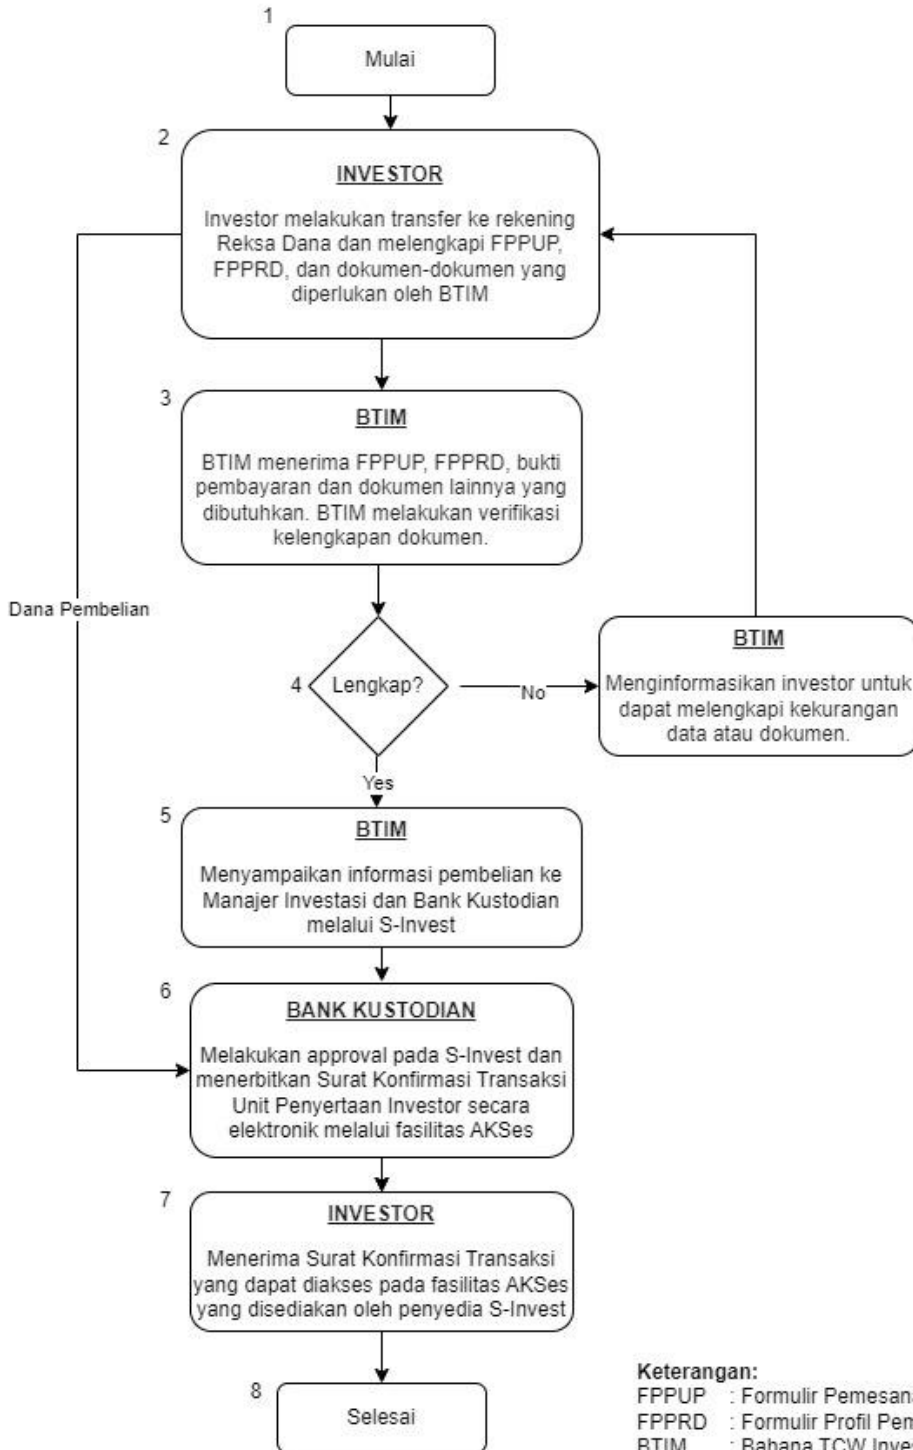 1
Mulai
2
INVESTOR
Investor melakukan transfer ke rekening
Reksa Dana dan melengkapi FPPUP,
FPPRD, dan dokumen-dokumen yang
diperlukan oleh BTIM
3
BTIM
BTIM menerima FPPUP, FPPRD, bukti
pembayaran dan dokumen lainnya yang
dibutuhkan. BTIM melakukan verifikasi
kelengkapan dokumen.
Dana Pembelian
4
Lengkap?
No
BTIM
Menginformasikan investor untuk
dapat melengkapi kekurangan
data atau dokumen.
Yes
5
BTIM
Menyampaikan informasi pembelian ke
Manajer Investasi dan Bank Kustodian
melalui S-Invest
6
BANK KUSTODIAN
Melakukan approval pada S-Invest dan
menerbitkan Surat Konfirmasi Transaksi
Unit Penyertaan Investor secara
elektronik melalui fasilitas AKSes
7
INVESTOR
Menerima Surat Konfirmasi Transaksi
yang dapat diakses pada fasilitas AKSes
yang disediakan oleh penyedia S-Invest
8
Selesai
Keterangan:
FPPUP : Formulir
FPPRD : Formulir Profil
BTIM : Bahana TCW